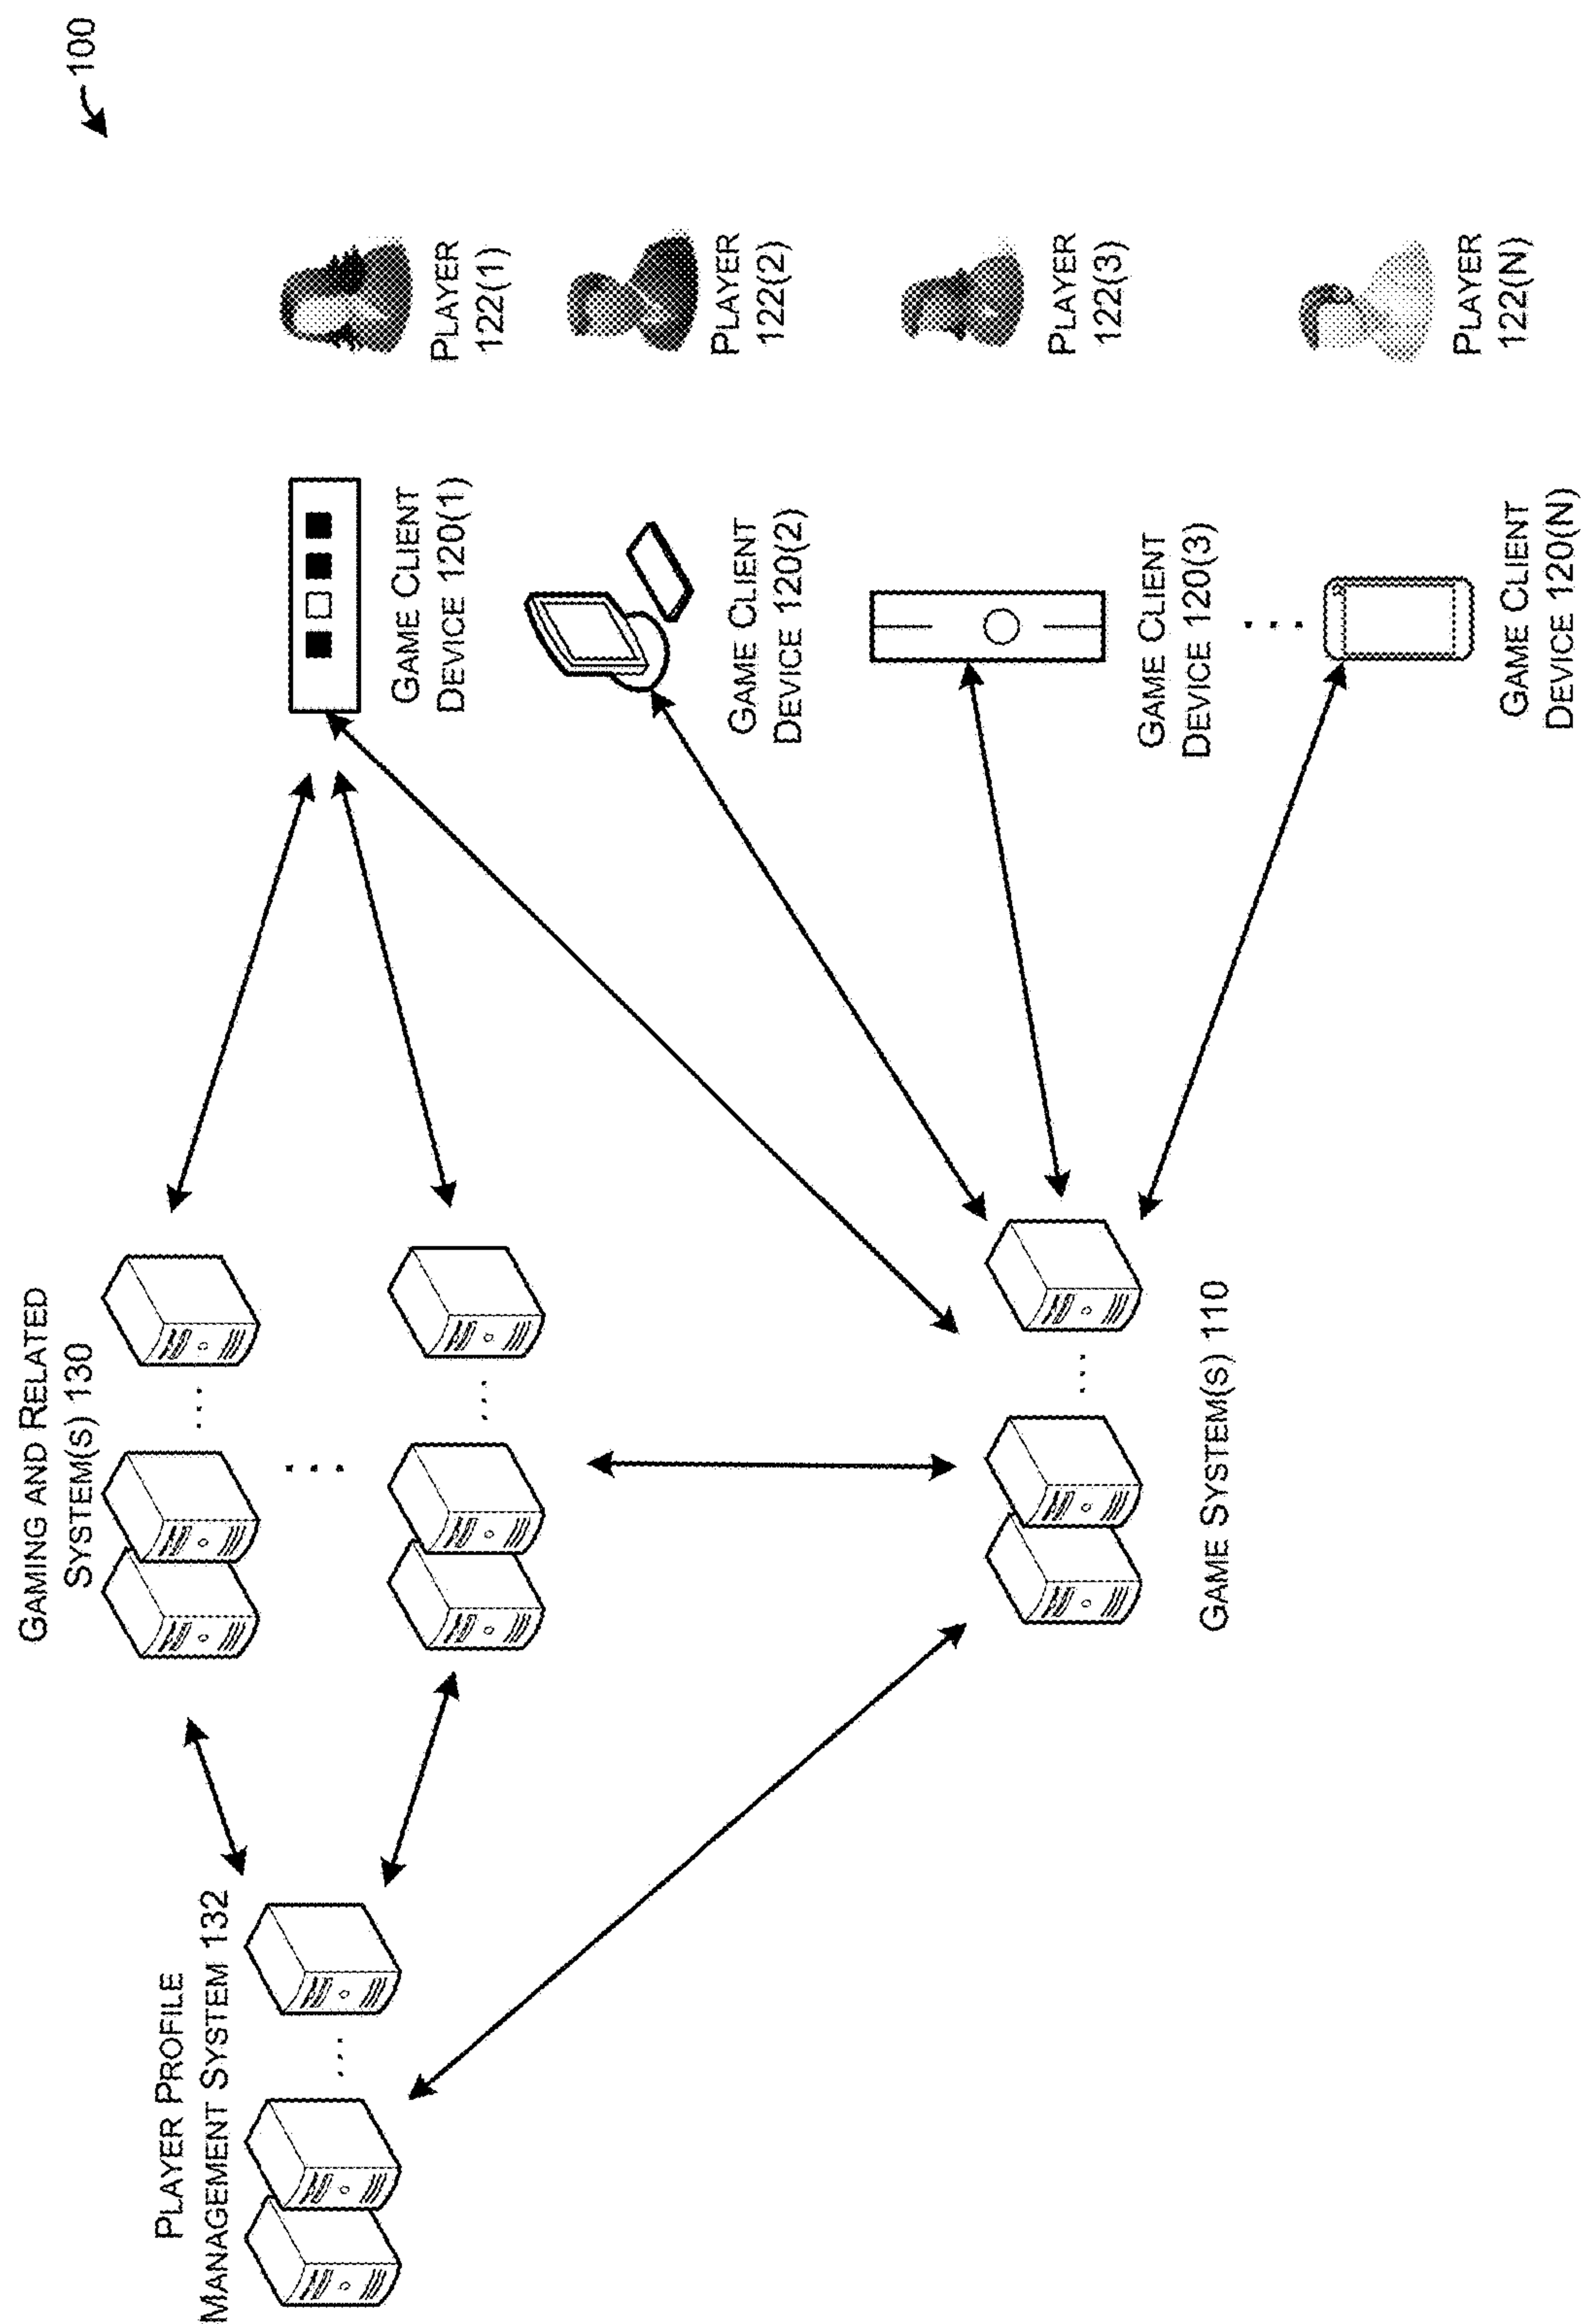 100
PLAYER PROFILE
MANAGEMENT SYSTEM 132
GAMING AND RELATED
SYSTEM(S) 130
GAME SYSTEM(S) 110
GAME CLIENT
DEVICE 120(1)
PLAYER
122(1)
GAME CLIENT
DEVICE 120(2)
PLAYER
122(2)
GAME CLIENT
DEVICE 120(3)
PLAYER
122(3)
GAME CLIENT
DEVICE 120(N)
PLAYER
122(N)